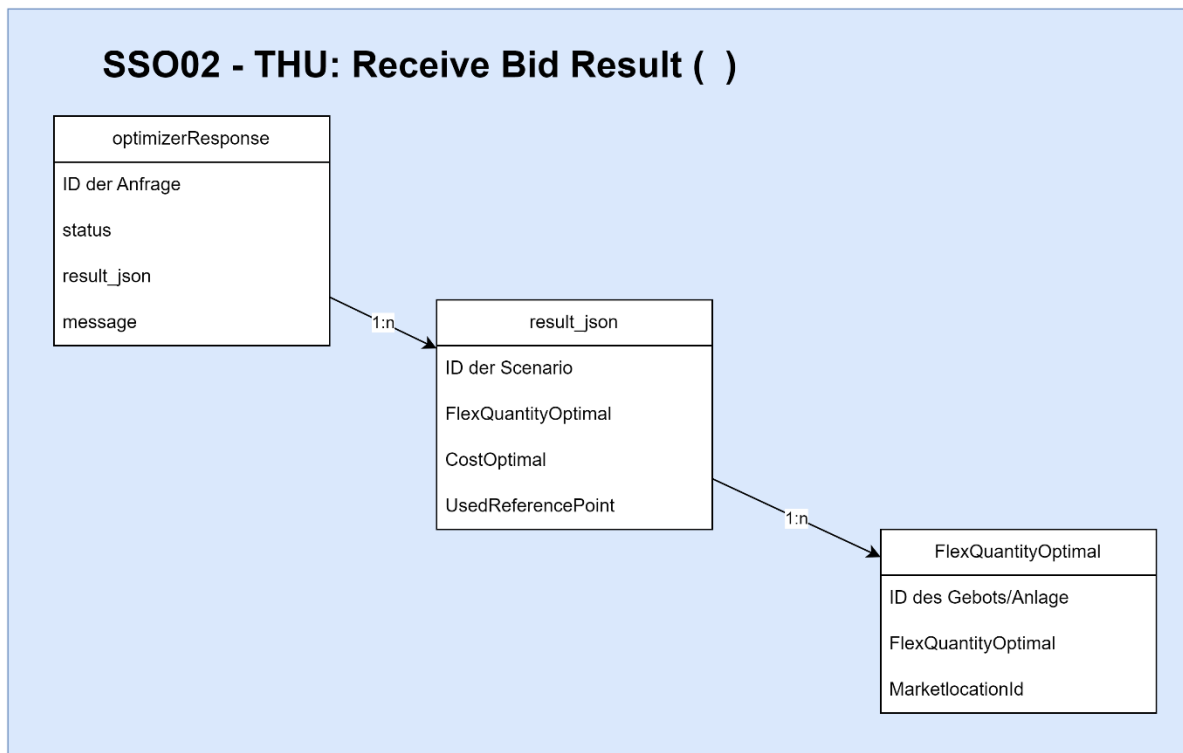 SSO02 - THU: Receive Bid Result (  )
optimizerResponse
ID der Anfrage
status
result_json
message
1:n
result_json
ID der Scenario
FlexQuantityOptimal
CostOptimal
UsedReferencePoint
1:n
FlexQuantityOptimal
ID des Gebots/Anlage
FlexQuantityOptimal
MarketlocationId